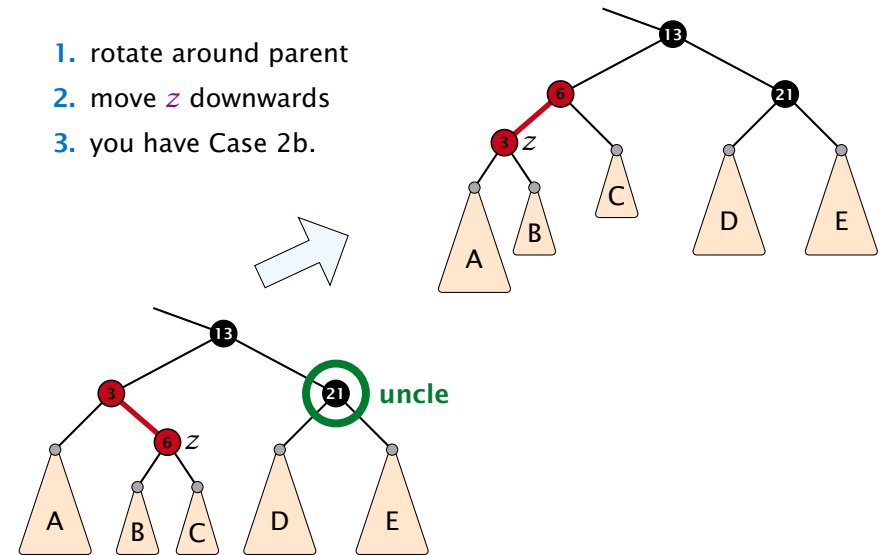 1. rotate around parent
2. move z downwards
3. you have Case 2b.
13
6
21
3 z
C
B
D
E
A
13
3
21 uncle
6 z
A
B
C
D
E